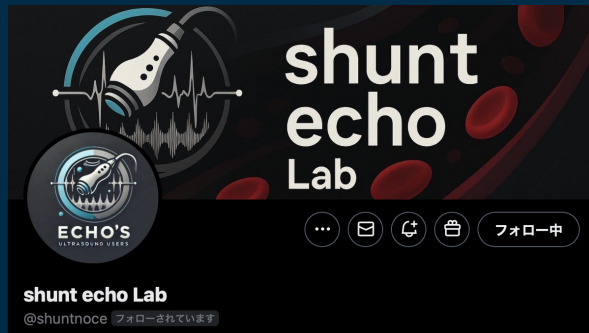 shunt
echo
Lab
ECHO'S
ULTRASOUND USERS
フォロー中
shunt echo Lab
@shuntnoce フォローされています